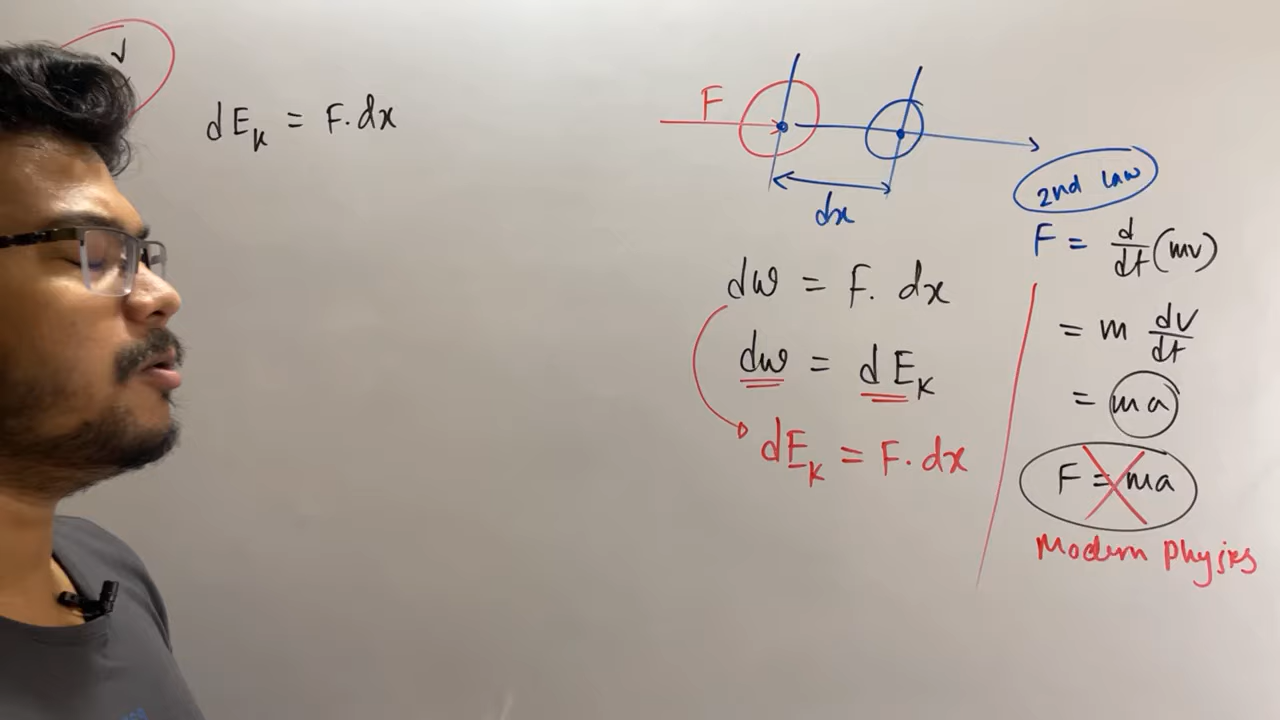 ✓
dE_K = F.dx
F
dx
dw = F. dx
dw = dE_K
dE_K = F.dx
2nd law
F = d/dt (mv)
= m dv/dt
= ma
F = ma
Modern Physics